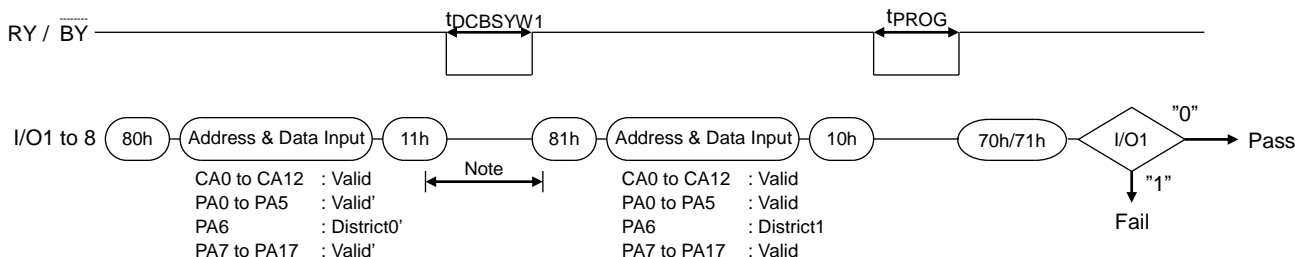 tDCBSYW1 tPROG
RY / BY
I/O1 to 8 80h Address & Data Input 11h 81h Address & Data Input 10h 70h/71h I/O1 "0" Pass
Note
"1"
Fail
CA0 to CA12 : Valid
PA0 to PA5 : Valid'
PA6 : District0'
PA7 to PA17 : Valid'
CA0 to CA12 : Valid
PA0 to PA5 : Valid
PA6 : District1
PA7 to PA17 : Valid